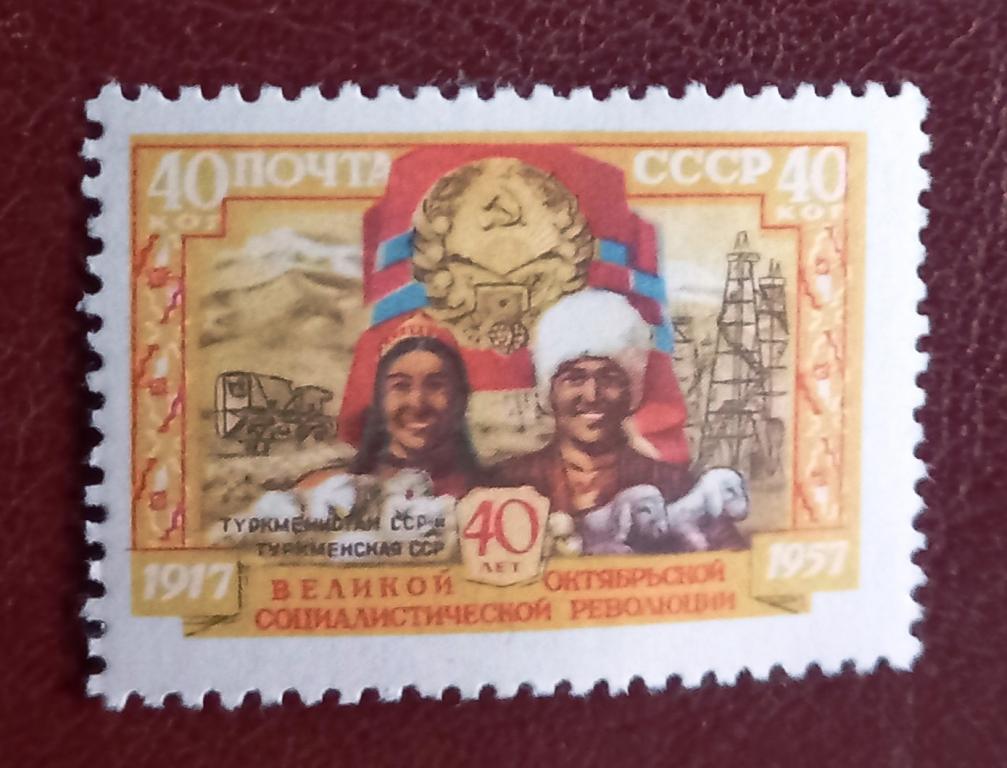 40 ПОЧТА СССР 40
КОП КОП
ТҮРКМЕНИСТАН ССР-и
ТУРКМЕНСКАЯ ССР
40
ЛЕТ
1917 1957
ВЕЛИКОЙ ОКТЯБРЬСКОЙ
СОЦИАЛИСТИЧЕСКОЙ РЕВОЛЮЦИИ